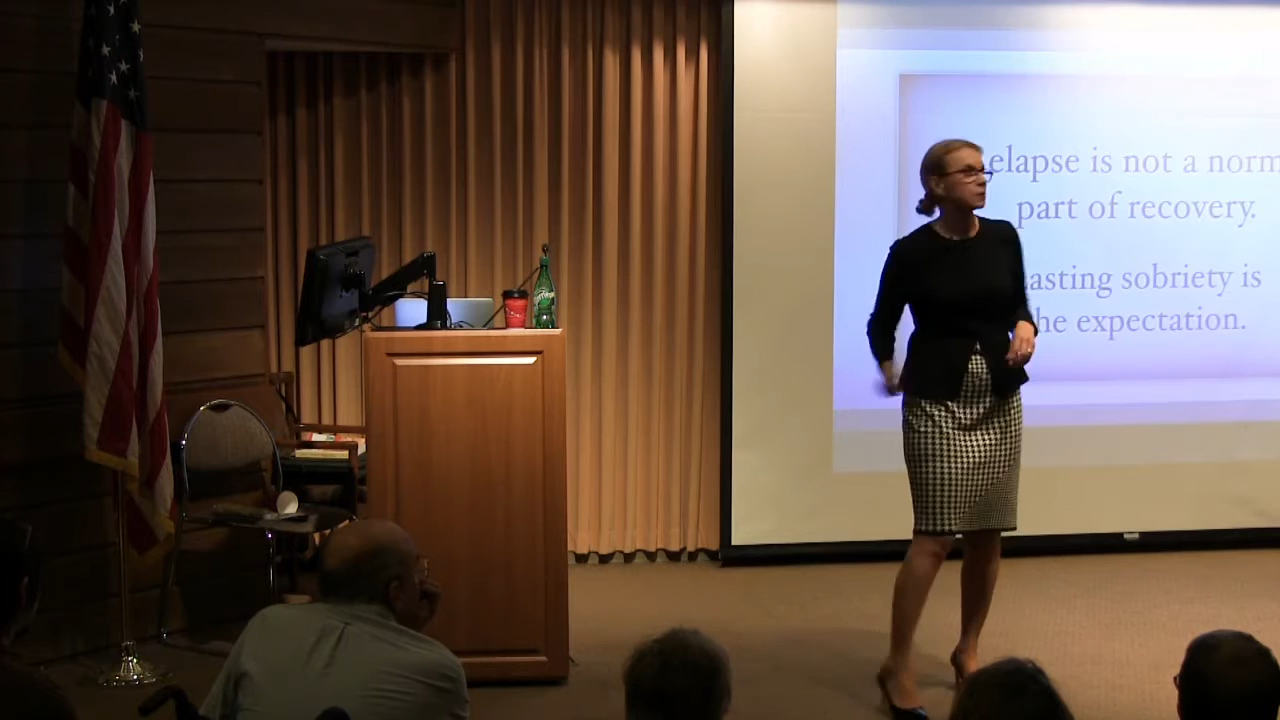 elapse is not a norm
part of recovery.
asting sobriety is
he expectation.